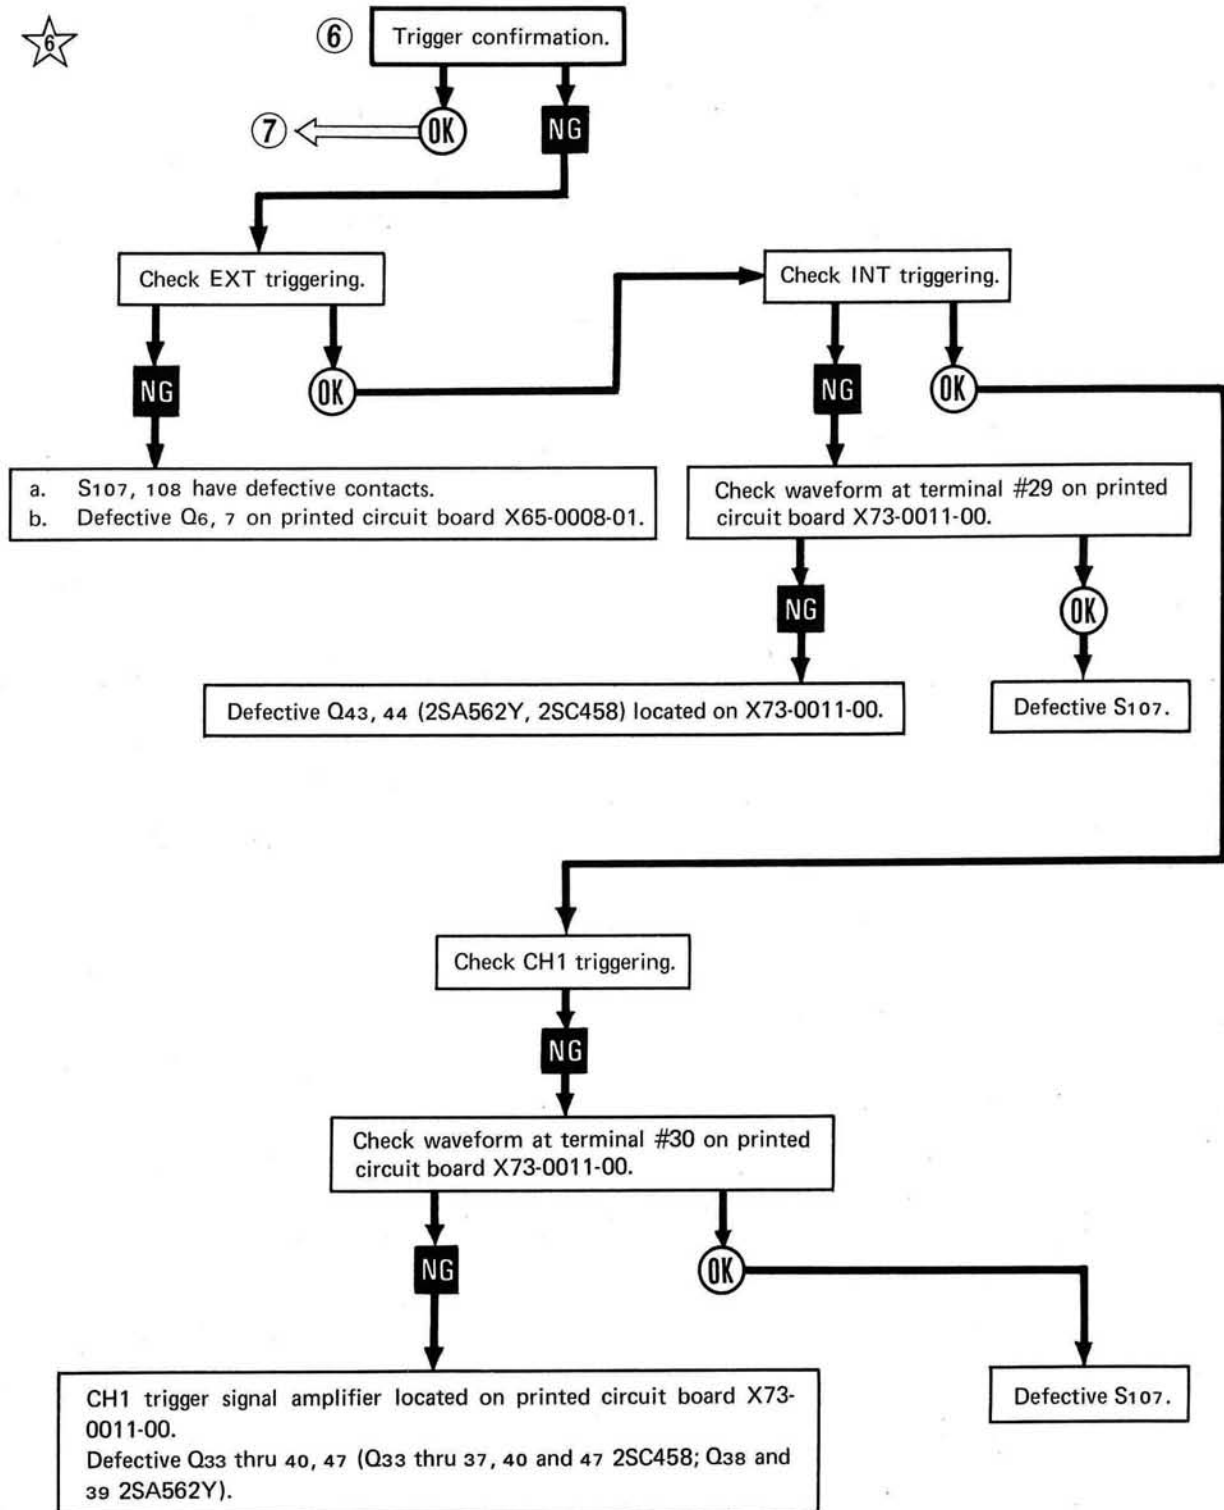 6
⑥ Trigger confirmation.
⑦ OK NG
Check EXT triggering.
Check INT triggering.
NG OK
NG OK
a. S107, 108 have defective contacts.
b. Defective Q6, 7 on printed circuit board X65-0008-01.
Check waveform at terminal #29 on printed
circuit board X73-0011-00.
NG OK
Defective Q43, 44 (2SA562Y, 2SC458) located on X73-0011-00.
Defective S107.
Check CH1 triggering.
NG
Check waveform at terminal #30 on printed
circuit board X73-0011-00.
NG OK
CH1 trigger signal amplifier located on printed circuit board X73-
0011-00.
Defective Q33 thru 40, 47 (Q33 thru 37, 40 and 47 2SC458; Q38 and
39 2SA562Y).
Defective S107.